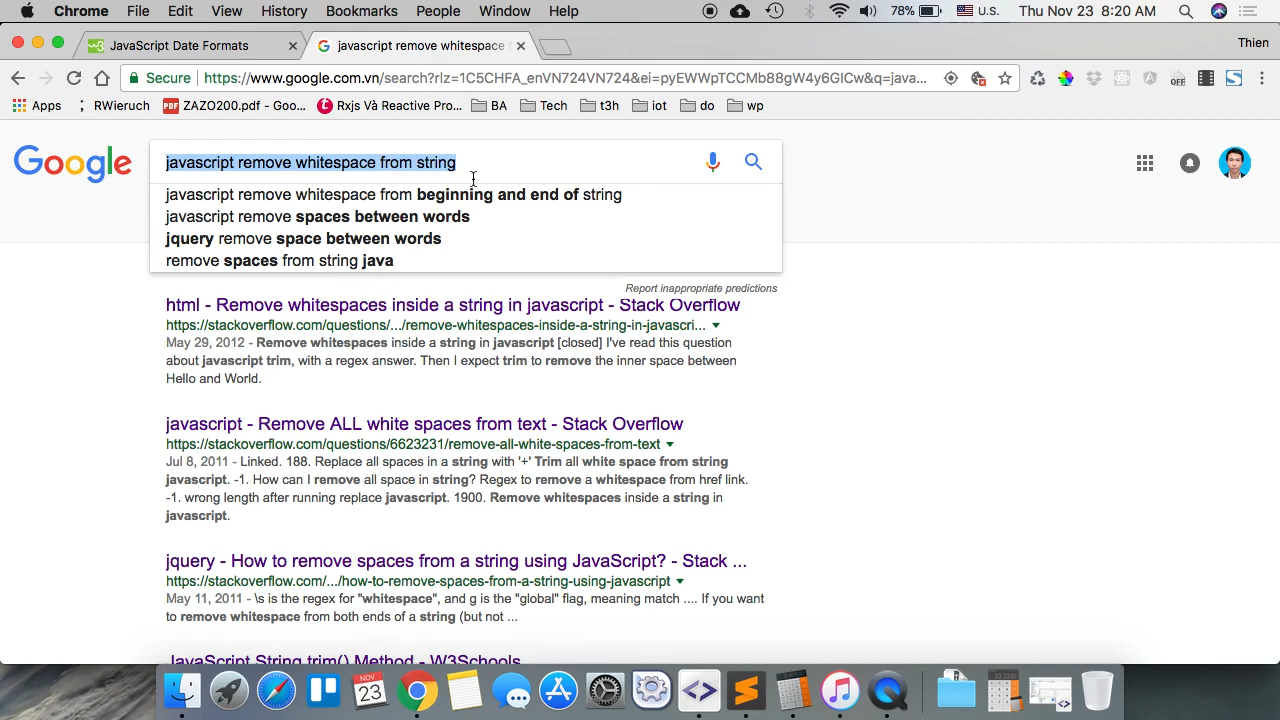 Chrome File Edit View History Bookmarks People Window Help 78% U.S. Thu Nov 23 8:20 AM
JavaScript Date Formats javascript remove whitespace f Thien
Secure https://www.google.com.vn/search?rlz=1C5CHFA_enVN724VN724&ei=pyEWWpTCCMb88gW4y6GICw&q=java...
Apps RWieruch ZAZO200.pdf - Goo... Rxjs Và Reactive Pro... BA Tech t3h iot do wp
Google
javascript remove whitespace from string
javascript remove whitespace from beginning and end of string
javascript remove spaces between words
jquery remove space between words
remove spaces from string java
Report inappropriate predictions
html - Remove whitespaces inside a string in javascript - Stack Overflow
https://stackoverflow.com/questions/.../remove-whitespaces-inside-a-string-in-javascri...
May 29, 2012 - Remove whitespaces inside a string in javascript [closed] I've read this question
about javascript trim, with a regex answer. Then I expect trim to remove the inner space between
Hello and World.
javascript - Remove ALL white spaces from text - Stack Overflow
https://stackoverflow.com/questions/6623231/remove-all-white-spaces-from-text
Jul 8, 2011 - Linked. 188. Replace all spaces in a string with '+' Trim all white space from string
javascript. -1. How can I remove all space in string? Regex to remove a whitespace from href link.
-1. wrong length after running replace javascript. 1900. Remove whitespaces inside a string in
javascript.
jquery - How to remove spaces from a string using JavaScript? - Stack ...
https://stackoverflow.com/.../how-to-remove-spaces-from-a-string-using-javascript
May 11, 2011 - \s is the regex for "whitespace", and g is the "global" flag, meaning match .... If you want
to remove whitespace from both ends of a string (but not ...
JavaScript String trim() Method - W3Schools
NOV
23